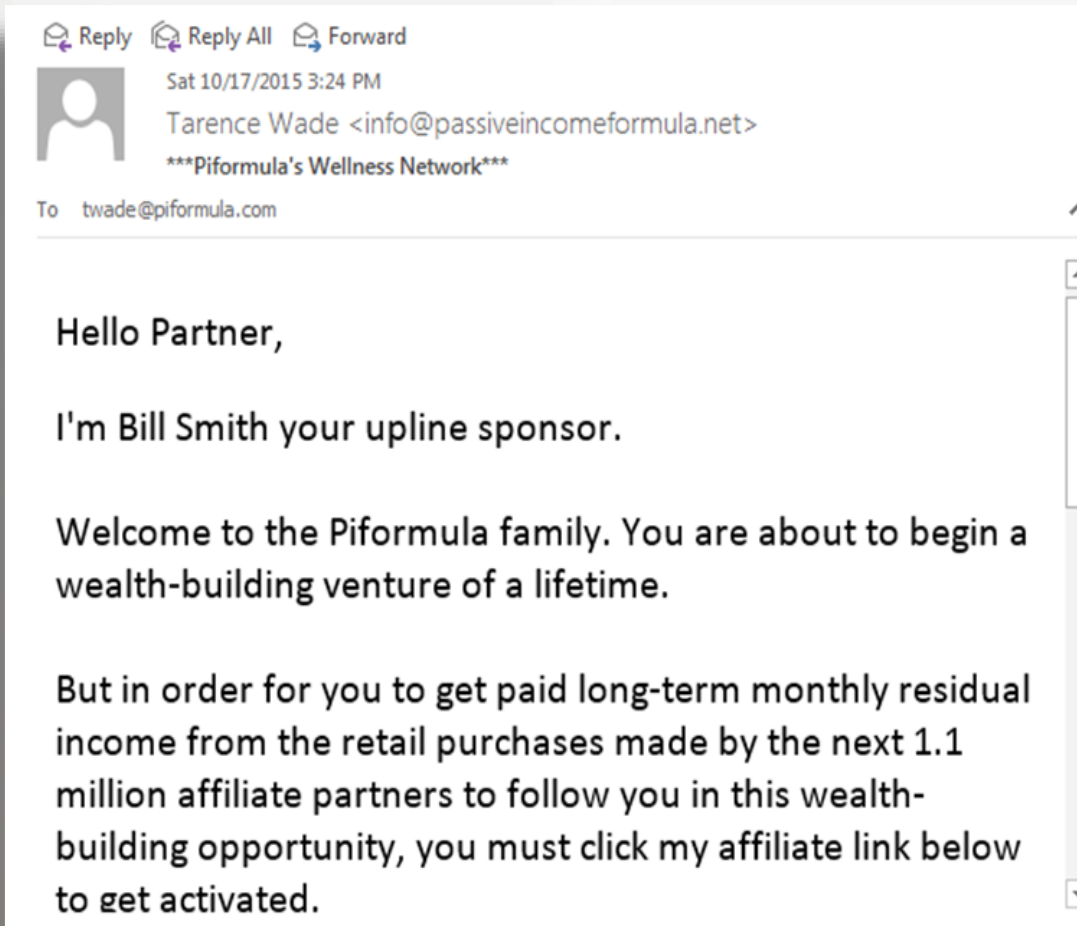 Reply Reply All Forward
Sat 10/17/2015 3:24 PM
Tarence Wade <info@passiveincomeformula.net>
***Piformula's Wellness Network***
To twade@piformula.com
Hello Partner,
I'm Bill Smith your upline sponsor.
Welcome to the Piformula family. You are about to begin a
wealth-building venture of a lifetime.
But in order for you to get paid long-term monthly residual
income from the retail purchases made by the next 1.1
million affiliate partners to follow you in this wealth-
building opportunity, you must click my affiliate link below
to get activated.